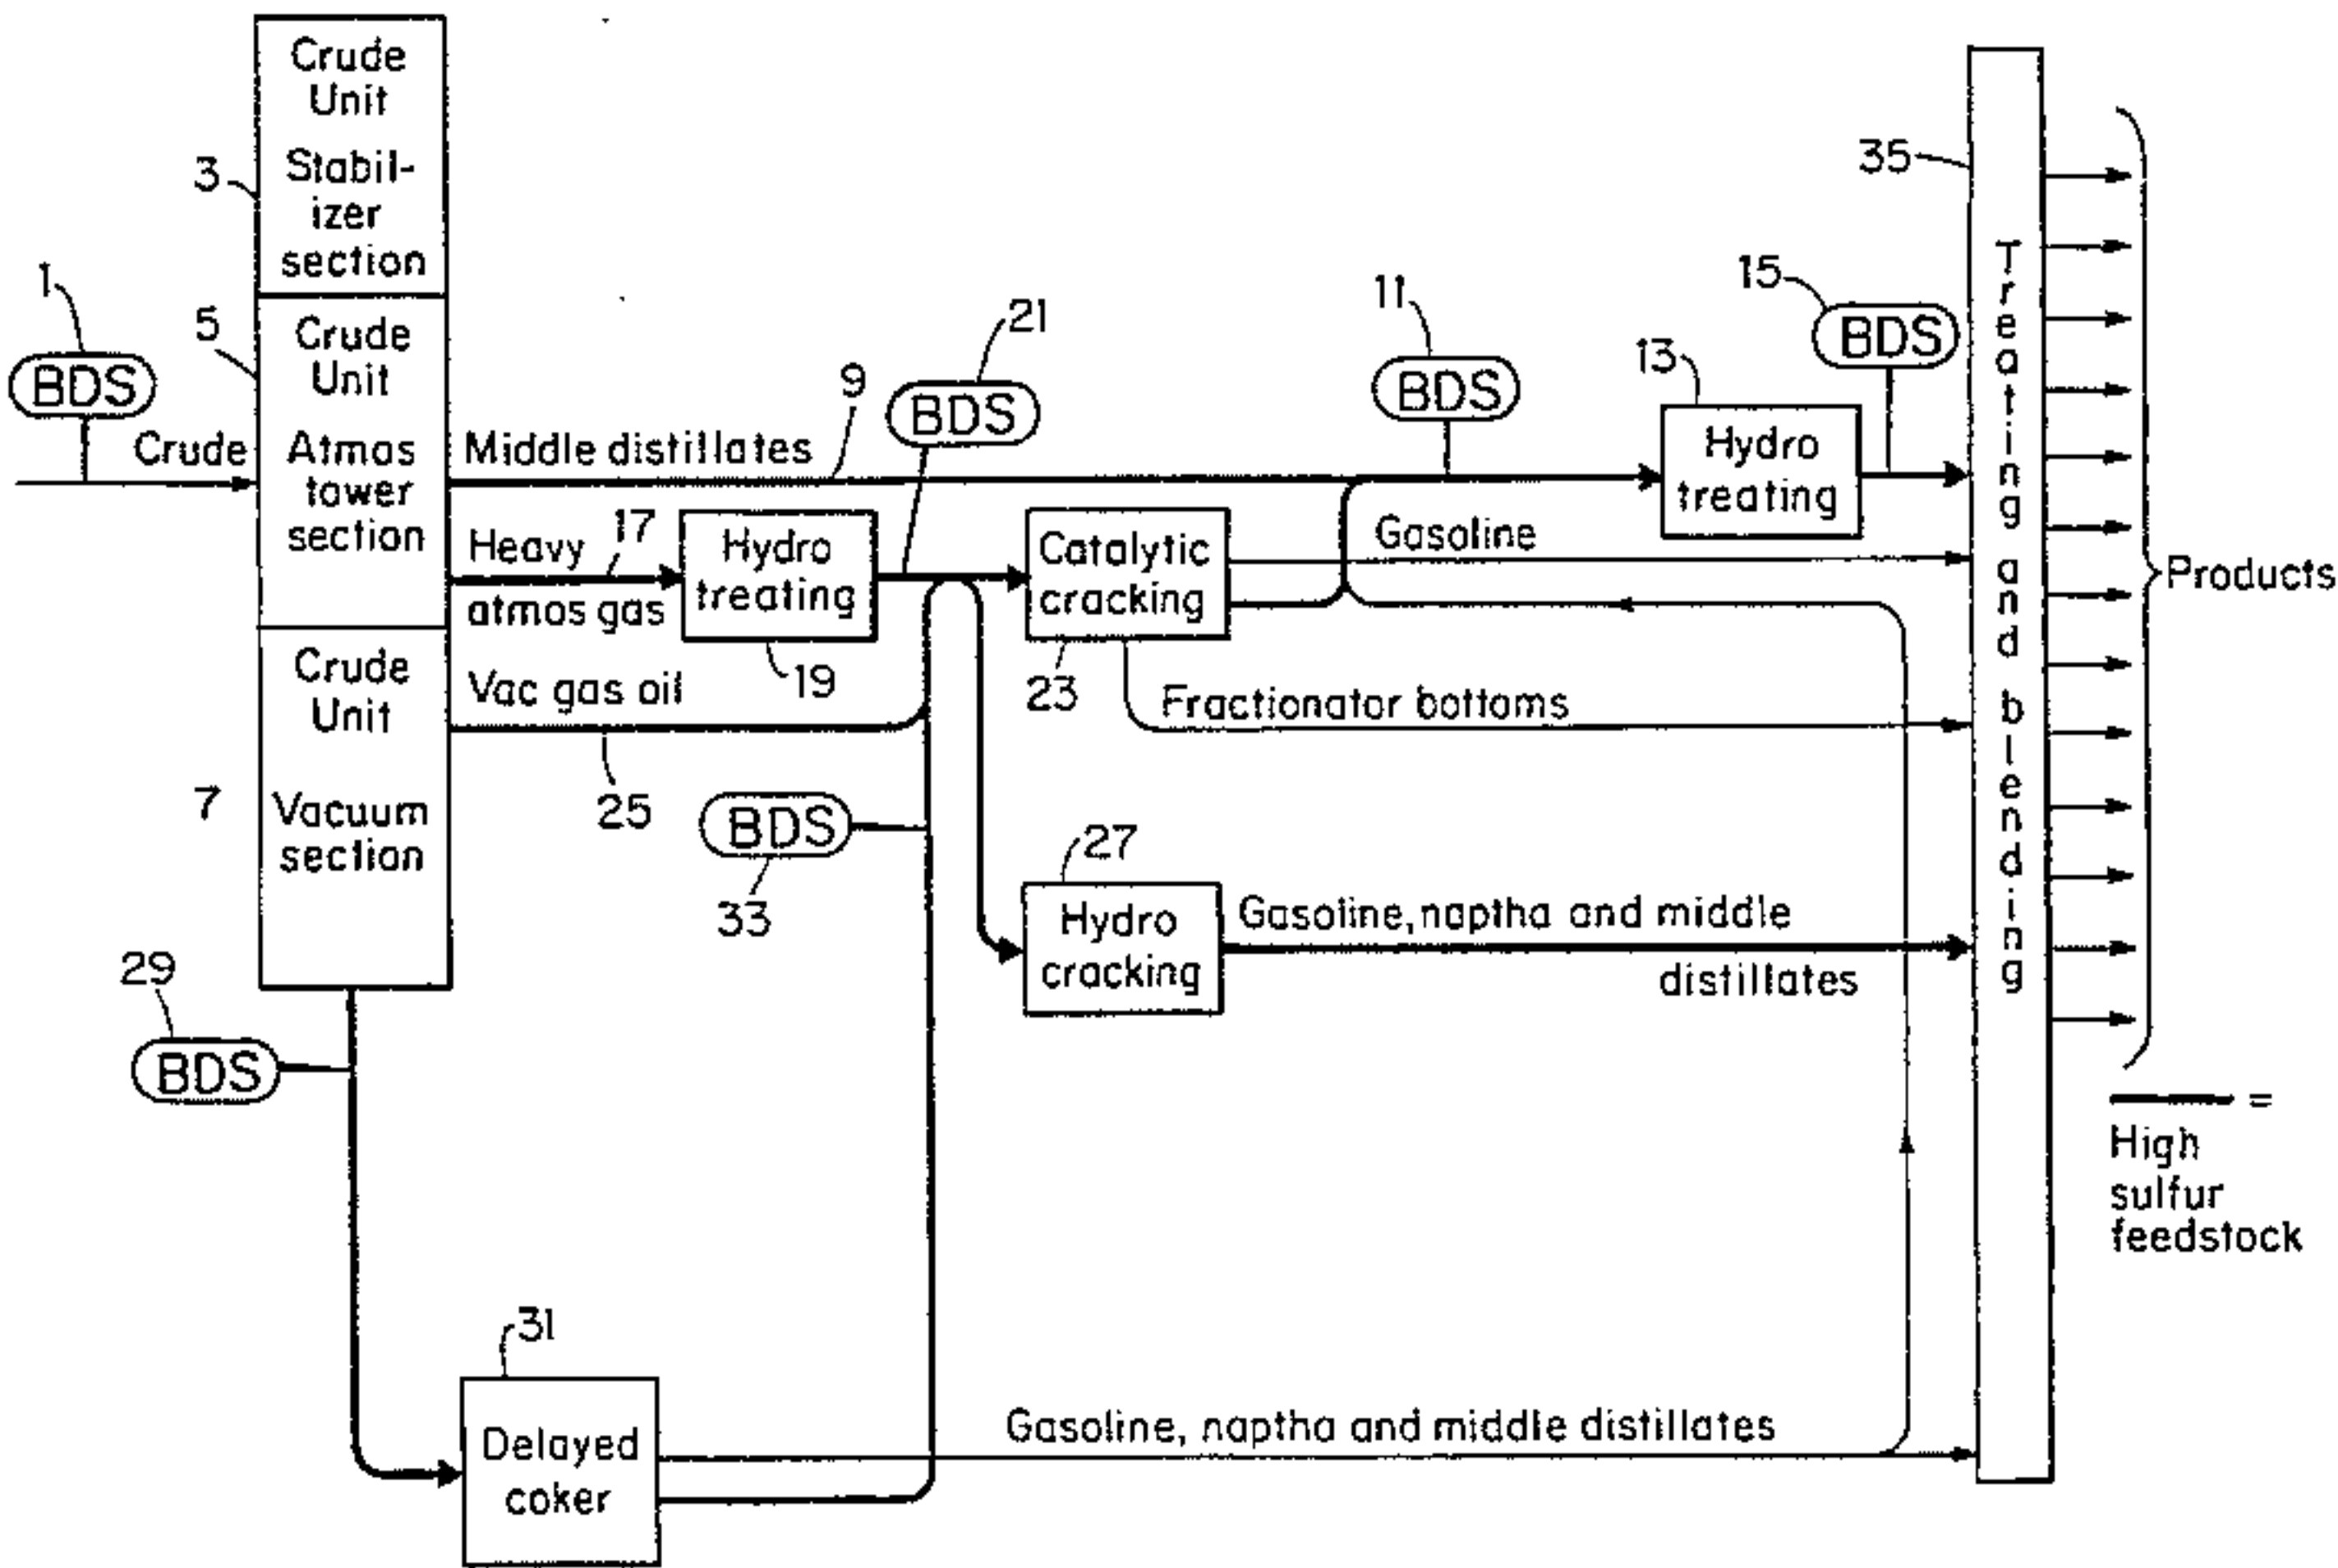 Crude
Unit
Stabil-
izer
section
3
1
BDS
Crude
5
Crude
Unit
Atmas
tower
section
7
Crude
Unit
Vacuum
section
29
BDS
Middle distillates
9
21
BDS
Heavy
17
atmos gas
Hydro
treating
19
Vac gas oil
25
BDS
33
31
Delayed
coker
11
BDS
13
Hydro
treating
15
BDS
35
Catalytic
cracking
23
Gasoline
Fractionator bottoms
27
Hydro
cracking
Gasoline, naptha and middle
distillates
Gasoline, naptha and middle distillates
Treating and blending
Products
=
High
sulfur
feedstock